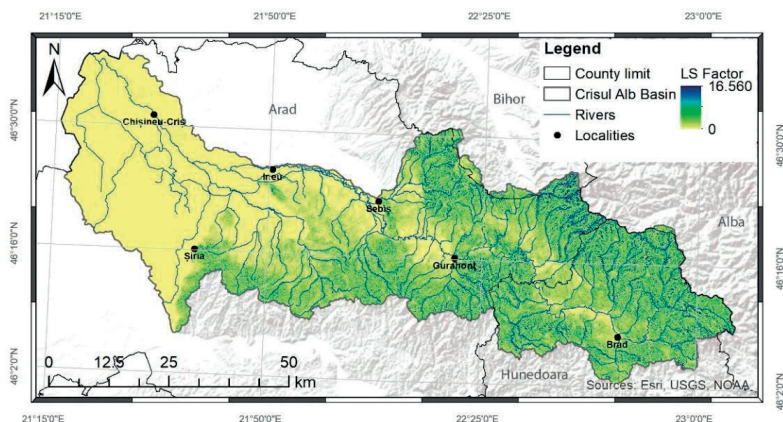 21°15'0"E 21°50'0"E 22°25'0"E 23°0'0"E
N
Legend
County limit
Crisul Alb Basin
Rivers
Localities
LS Factor
16.560
0
Bihor
Arad
Alba
Hunedoara
Chisineu-Cris
Ineu
Sebis
Siria
Gurahont
Brad
46°30'0"N
46°16'0"N
46°2'0"N
46°30'0"N
46°16'0"N
46°2'0"N
0 12.5 25 50
km
Sources: Esri, USGS, NOAA
21°15'0"E 21°50'0"E 22°25'0"E 23°0'0"E